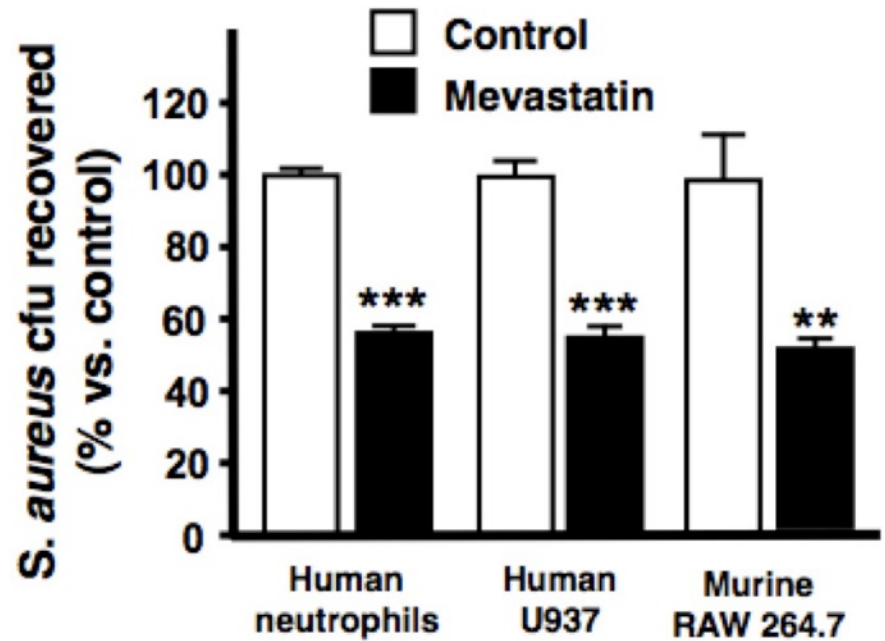 S. aureus cfu recovered
(% vs. control)
Control
Mevastatin
120
100
80
60
40
20
0
***
***
**
Human
neutrophils
Human
U937
Murine
RAW 264.7